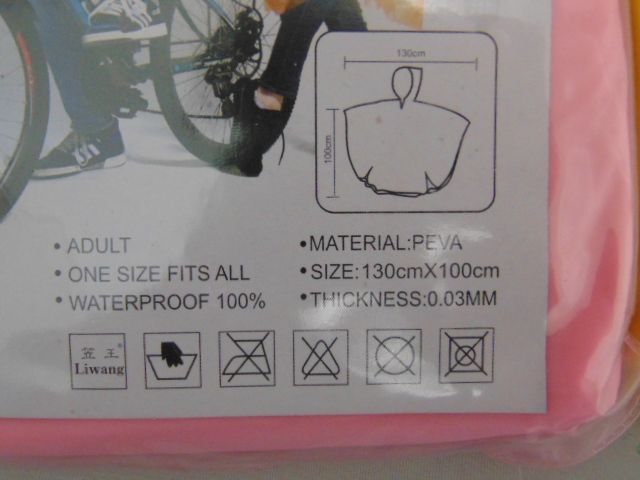 130cm
100cm
• ADULT
• ONE SIZE FITS ALL
• WATERPROOF 100%
•MATERIAL:PEVA
•SIZE:130cmX100cm
•THICKNESS:0.03MM
笠 王®
Liwang